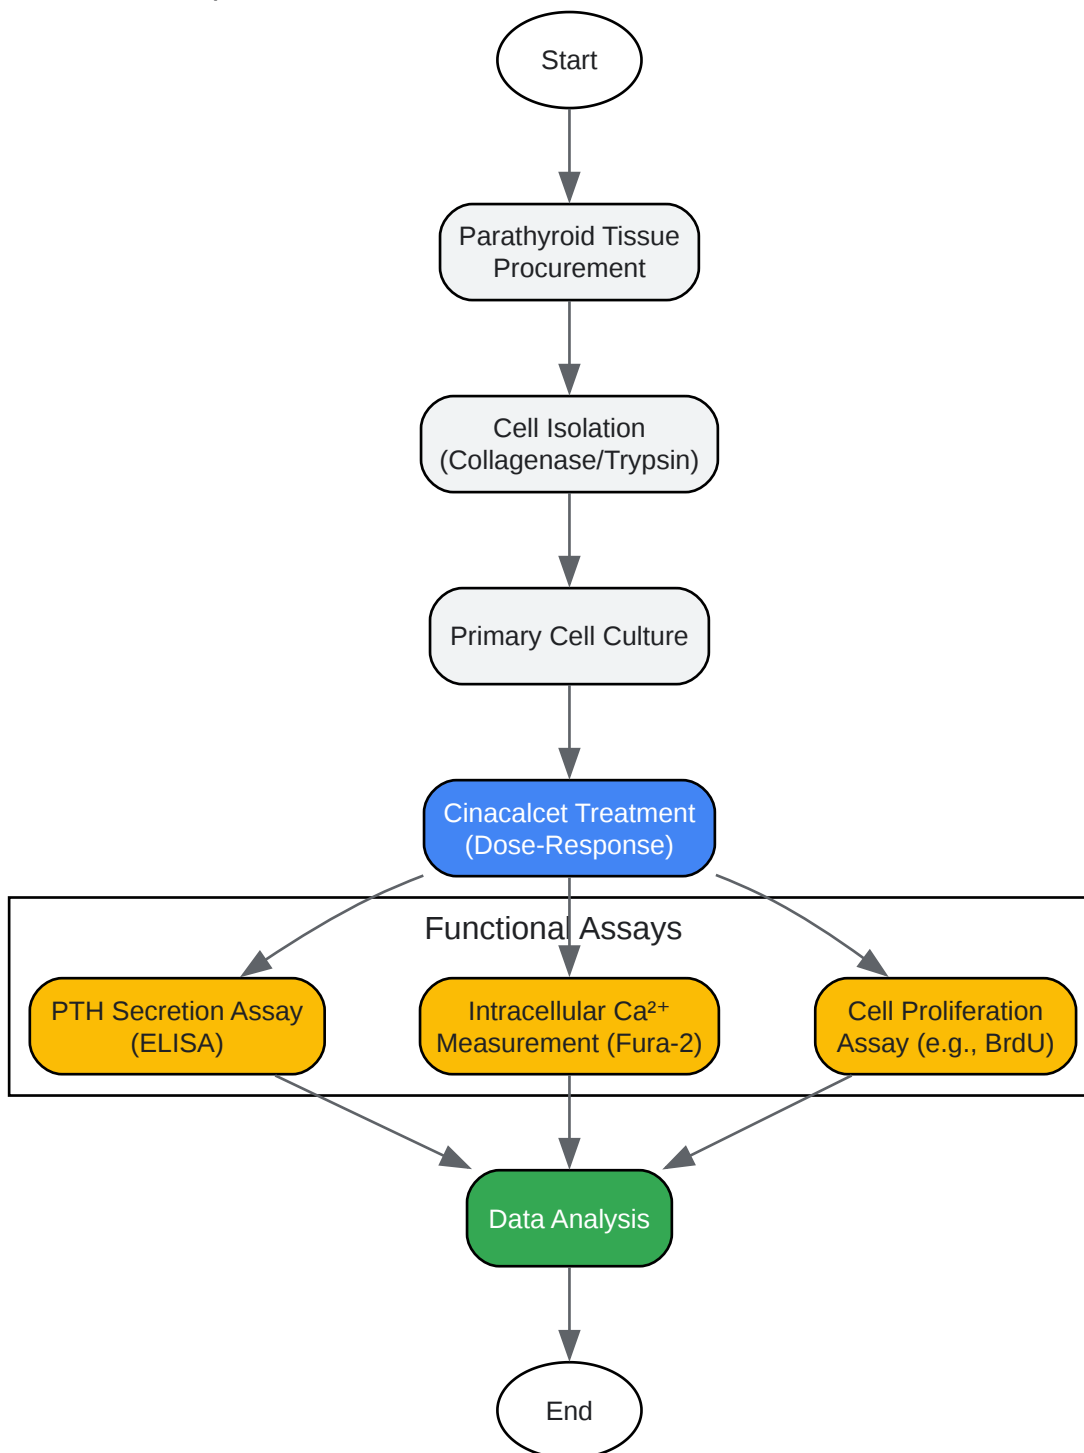 Start
Parathyroid Tissue
Procurement
Cell Isolation
(Collagenase/Trypsin)
Primary Cell Culture
Cinacalcet Treatment
(Dose-Response)
Functional Assays
PTH Secretion Assay
(ELISA)
Intracellular Ca²⁺
Measurement (Fura-2)
Cell Proliferation
Assay (e.g., BrdU)
Data Analysis
End